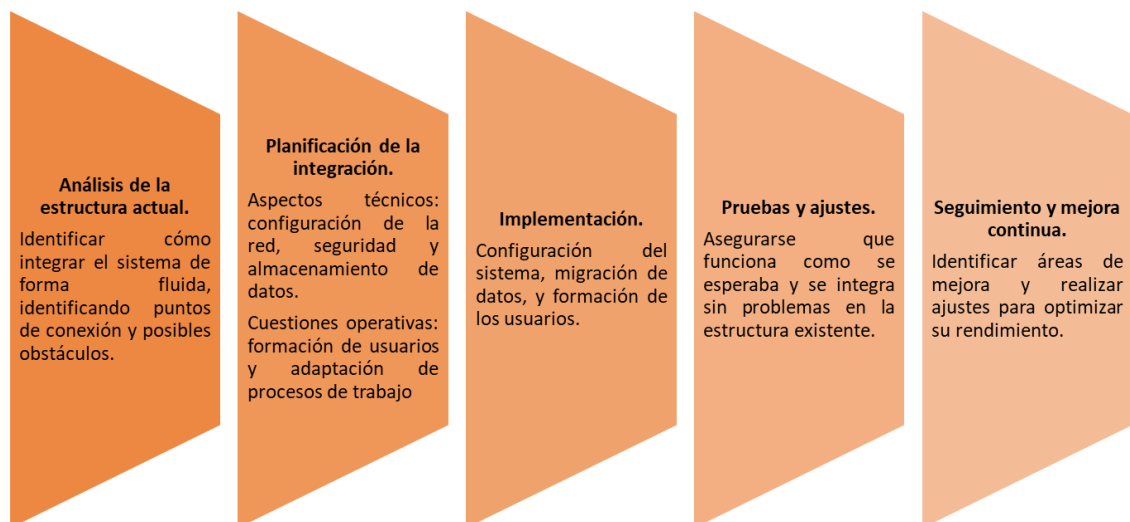 Análisis de la
estructura actual.
Identificar cómo
integrar el sistema de
forma fluida,
identificando puntos
de conexión y posibles
obstáculos.
Planificación de la
integración.
Aspectos técnicos:
configuración de la
red, seguridad y
almacenamiento de
datos.
Cuestiones operativas:
formación de usuarios
y adaptación de
procesos de trabajo
Implementación.
Configuración del
sistema, migración de
datos, y formación de
los usuarios.
Pruebas y ajustes.
Asegurarse que
funciona como se
esperaba y se integra
sin problemas en la
estructura existente.
Seguimiento y mejora
continua.
Identificar áreas de
mejora y realizar
ajustes para optimizar
su rendimiento.